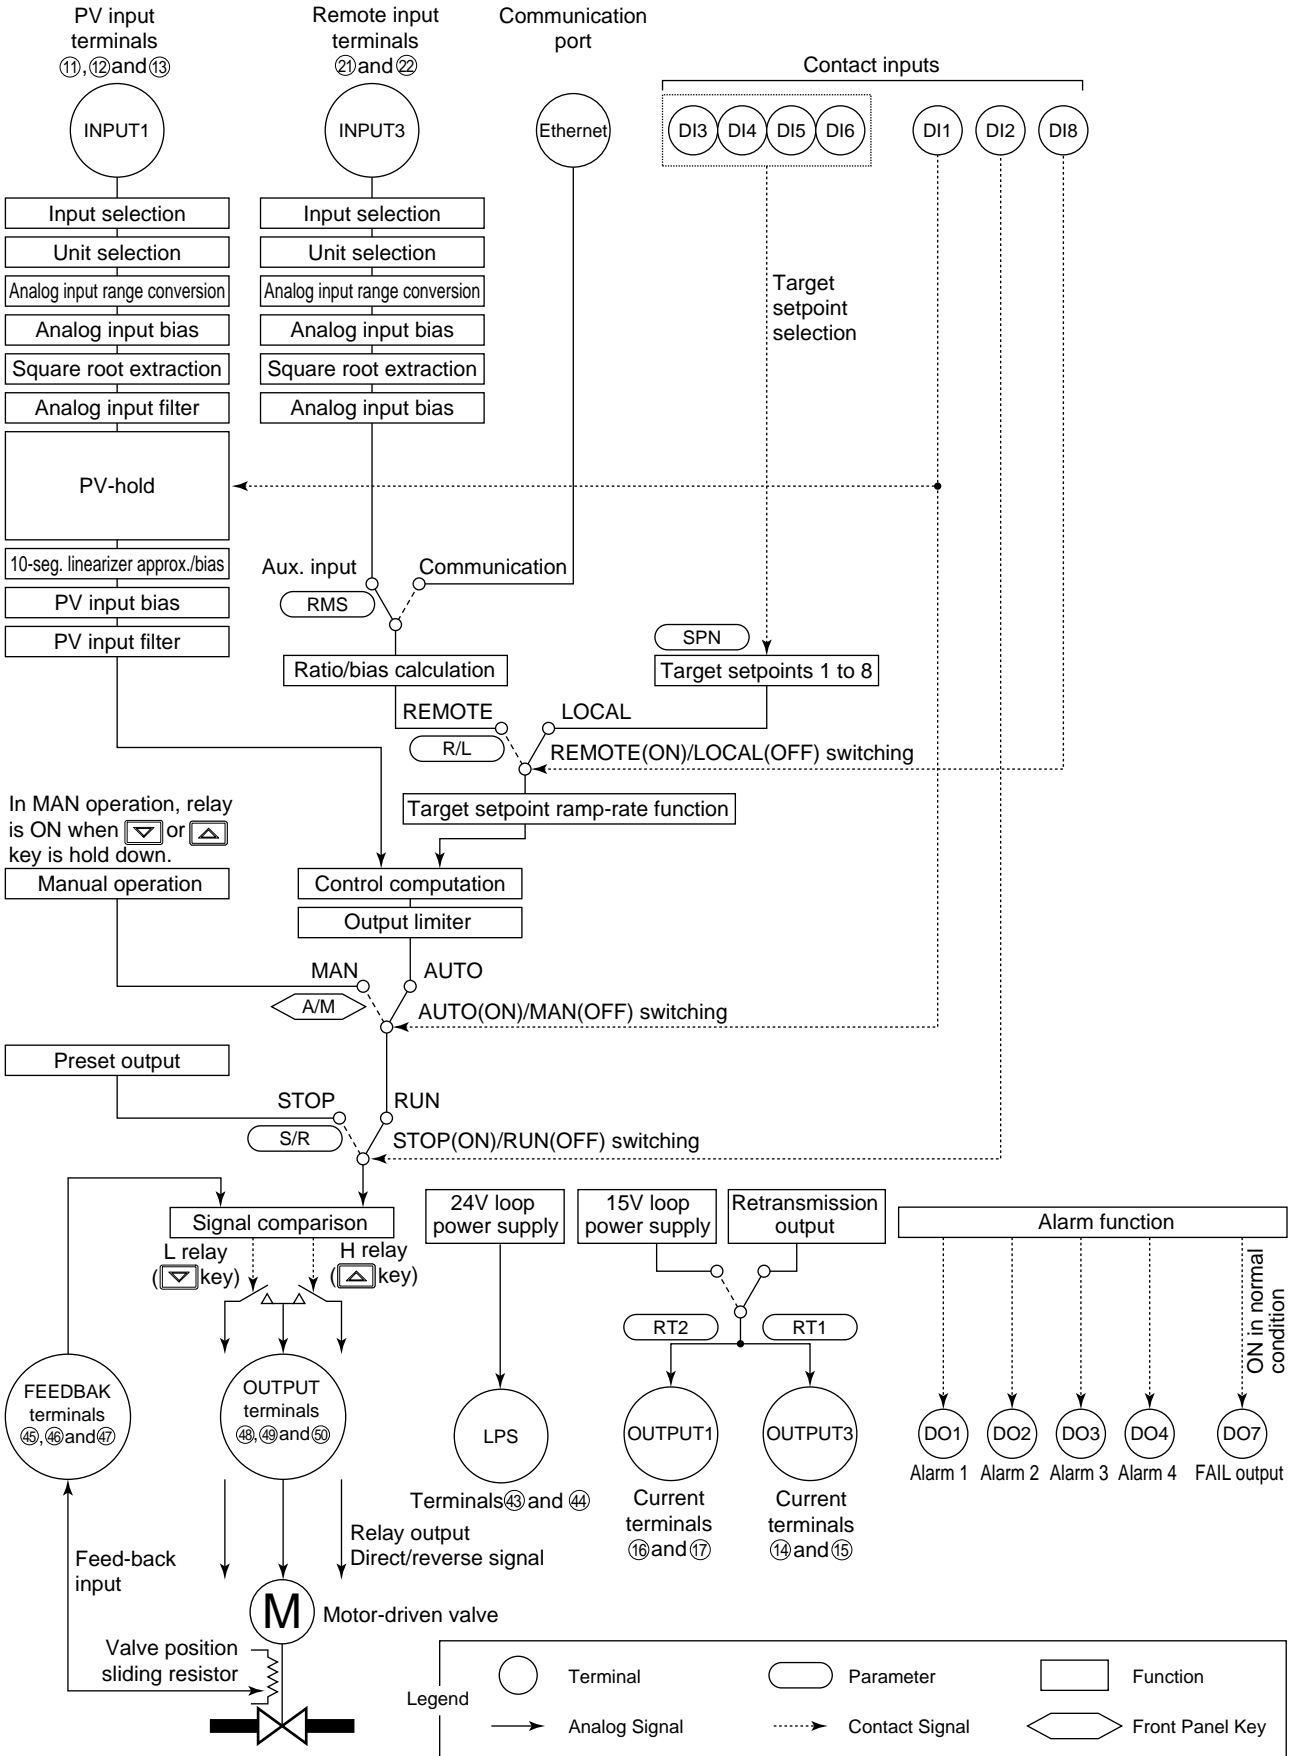 PV input
terminals
⑪,⑫and⑬
Remote input
terminals
㉑and㉒
Communication
port
Contact inputs
INPUT1
INPUT3
Ethernet
DI3
DI4
DI5
DI6
DI1
DI2
DI8
Input selection
Unit selection
Analog input range conversion
Analog input bias
Square root extraction
Analog input filter
PV-hold
10-seg. linearizer approx./bias
PV input bias
PV input filter
Input selection
Unit selection
Analog input range conversion
Analog input bias
Square root extraction
Analog input bias
Target
setpoint
selection
Aux. input
Communication
RMS
Ratio/bias calculation
SPN
Target setpoints 1 to 8
REMOTE
LOCAL
R/L
REMOTE(ON)/LOCAL(OFF) switching
Target setpoint ramp-rate function
In MAN operation, relay
is ON when ▽ or △
key is hold down.
Manual operation
Control computation
Output limiter
MAN
AUTO
A/M
AUTO(ON)/MAN(OFF) switching
Preset output
STOP
RUN
S/R
STOP(ON)/RUN(OFF) switching
Signal comparison
L relay
(▽key)
H relay
(△key)
24V loop
power supply
15V loop
power supply
Retransmission
output
Alarm function
RT2
RT1
ON in normal
condition
FEEDBAK
terminals
㊺,㊻and㊼
OUTPUT
terminals
㊽,㊾and㊿
LPS
Terminals㊸and ㊹
OUTPUT1
Current
terminals
⑯and⑰
OUTPUT3
Current
terminals
⑭and⑮
DO1
DO2
DO3
DO4
DO7
Alarm 1
Alarm 2
Alarm 3
Alarm 4
FAIL output
Relay output
Direct/reverse signal
Feed-back
input
M
Motor-driven valve
Valve position
sliding resistor
Legend
Terminal
Parameter
Function
Analog Signal
Contact Signal
Front Panel Key